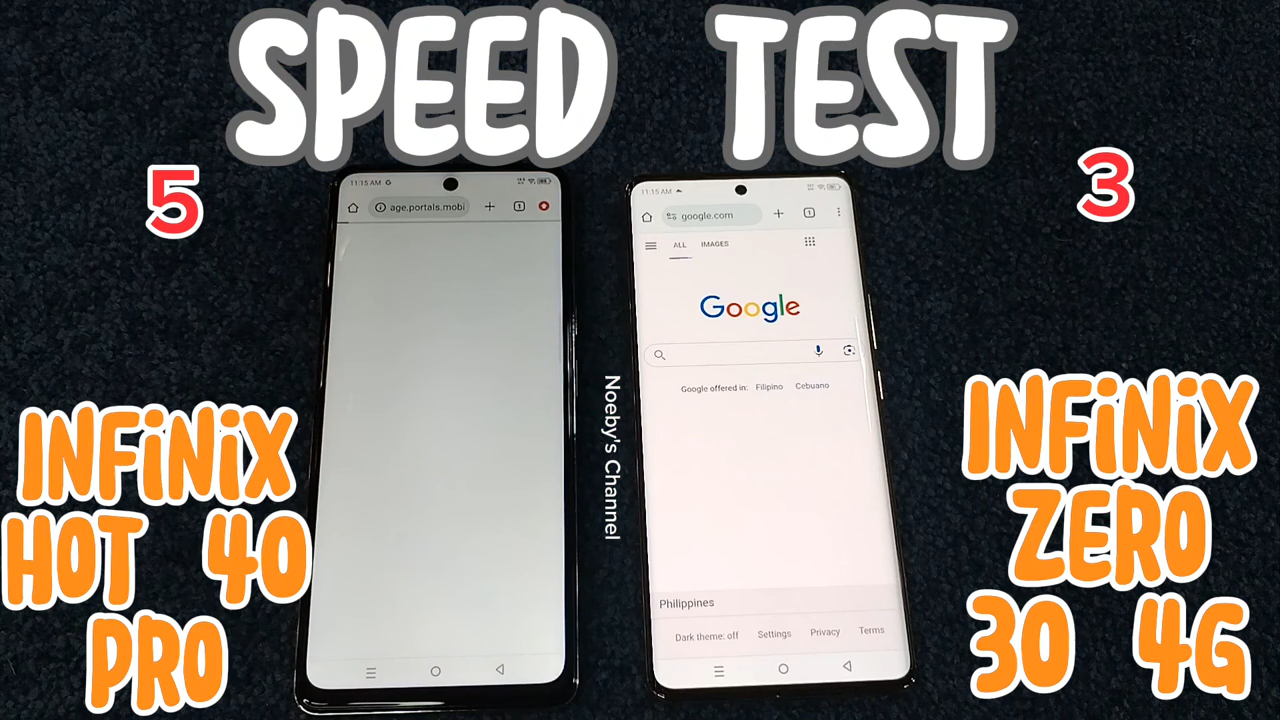 SPEED TEST
5
3
11:15 AM G
age.portals.mobi
1
11:15 AM
google.com
1
ALL IMAGES
Google
Google offered in: Filipino Cebuano
Philippines
Dark theme: off Settings Privacy Terms
Noeby's Channel
INFiNiX
HOT 40
PRO
INFiNiX
ZERO
30 4G